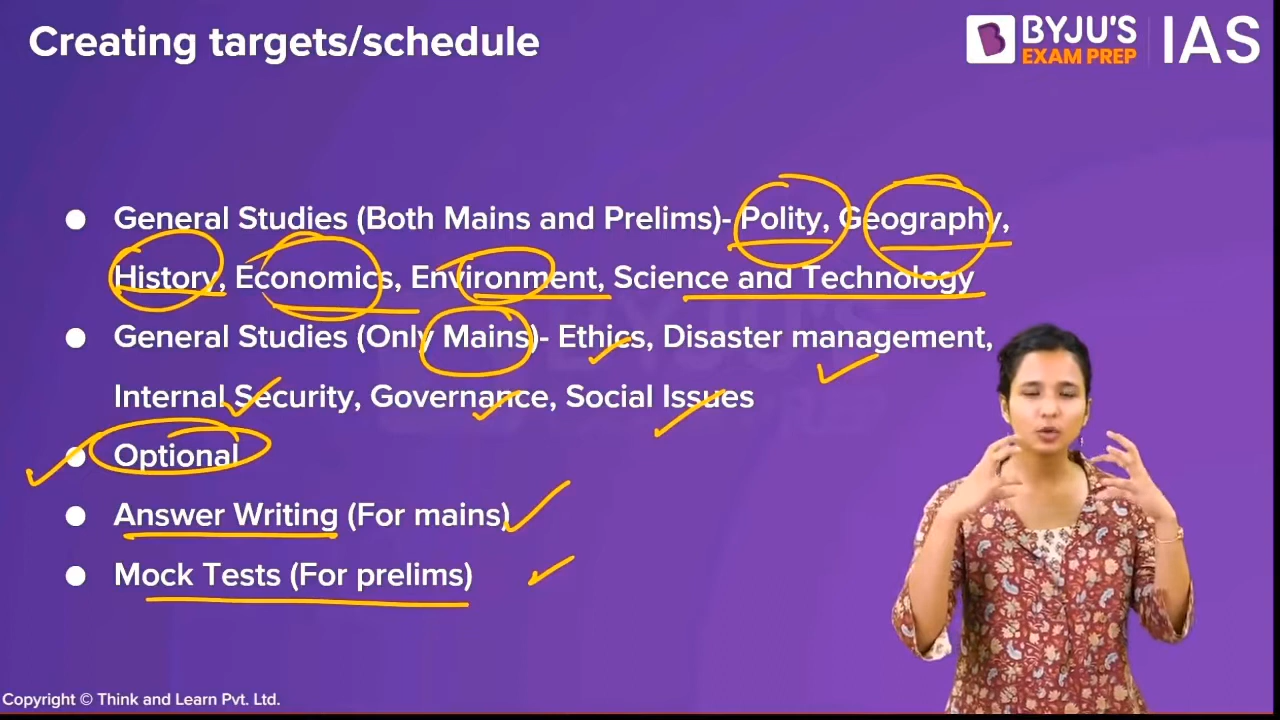 Creating targets/schedule
BYJU'S
EXAM PREP
IAS
● General Studies (Both Mains and Prelims)- Polity, Geography,
History, Economics, Environment, Science and Technology
● General Studies (Only Mains)- Ethics, Disaster management,
Internal Security, Governance, Social Issues
● Optional
● Answer Writing (For mains)
● Mock Tests (For prelims)
Copyright © Think and Learn Pvt. Ltd.